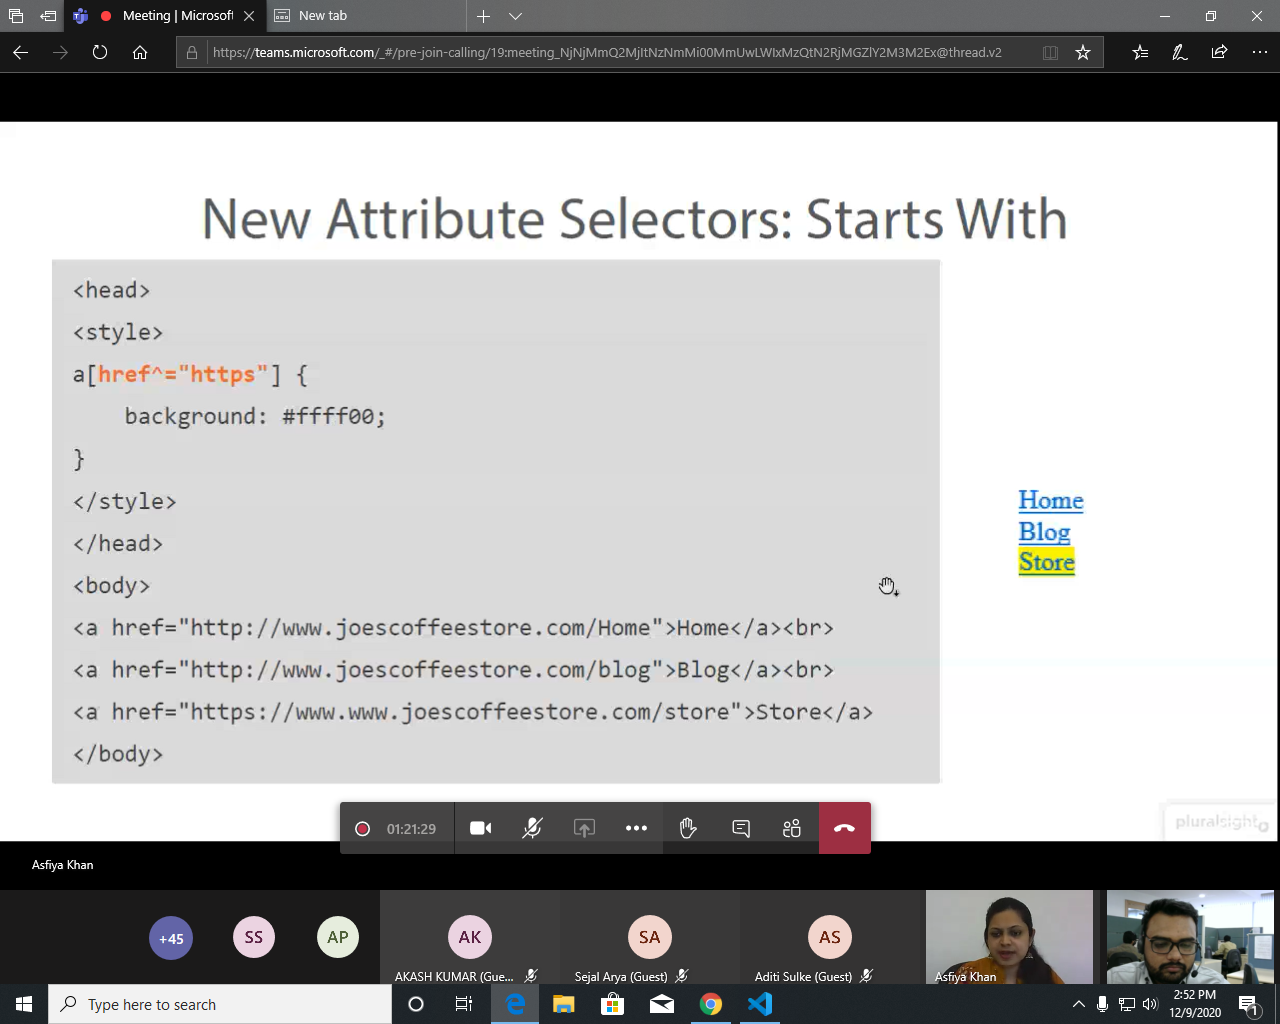 Meeting | Microsoft
New tab
https://teams.microsoft.com/_#/pre-join-calling/19:meeting_NjNjMmQ2MjItNzNmMi00MmUwLWIxMzQtN2RjMGZlY2M3M2Ex@thread.v2
New Attribute Selectors: Starts With
<head>
<style>
a[href^="https"] {
background: #ffff00;
}
</style>
</head>
<body>
<a href="http://www.joescoffeestore.com/Home">Home</a><br>
<a href="http://www.joescoffeestore.com/blog">Blog</a><br>
<a href="https://www.www.joescoffeestore.com/store">Store</a>
</body>
Home
Blog
Store
01:21:29
pluralsight
Asfiya Khan
+45
SS
AP
AK
SA
AS
AKASH KUMAR (Gue...
Sejal Arya (Guest)
Aditi Sulke (Guest)
Asfiya Khan
Type here to search
2:52 PM
12/9/2020
1